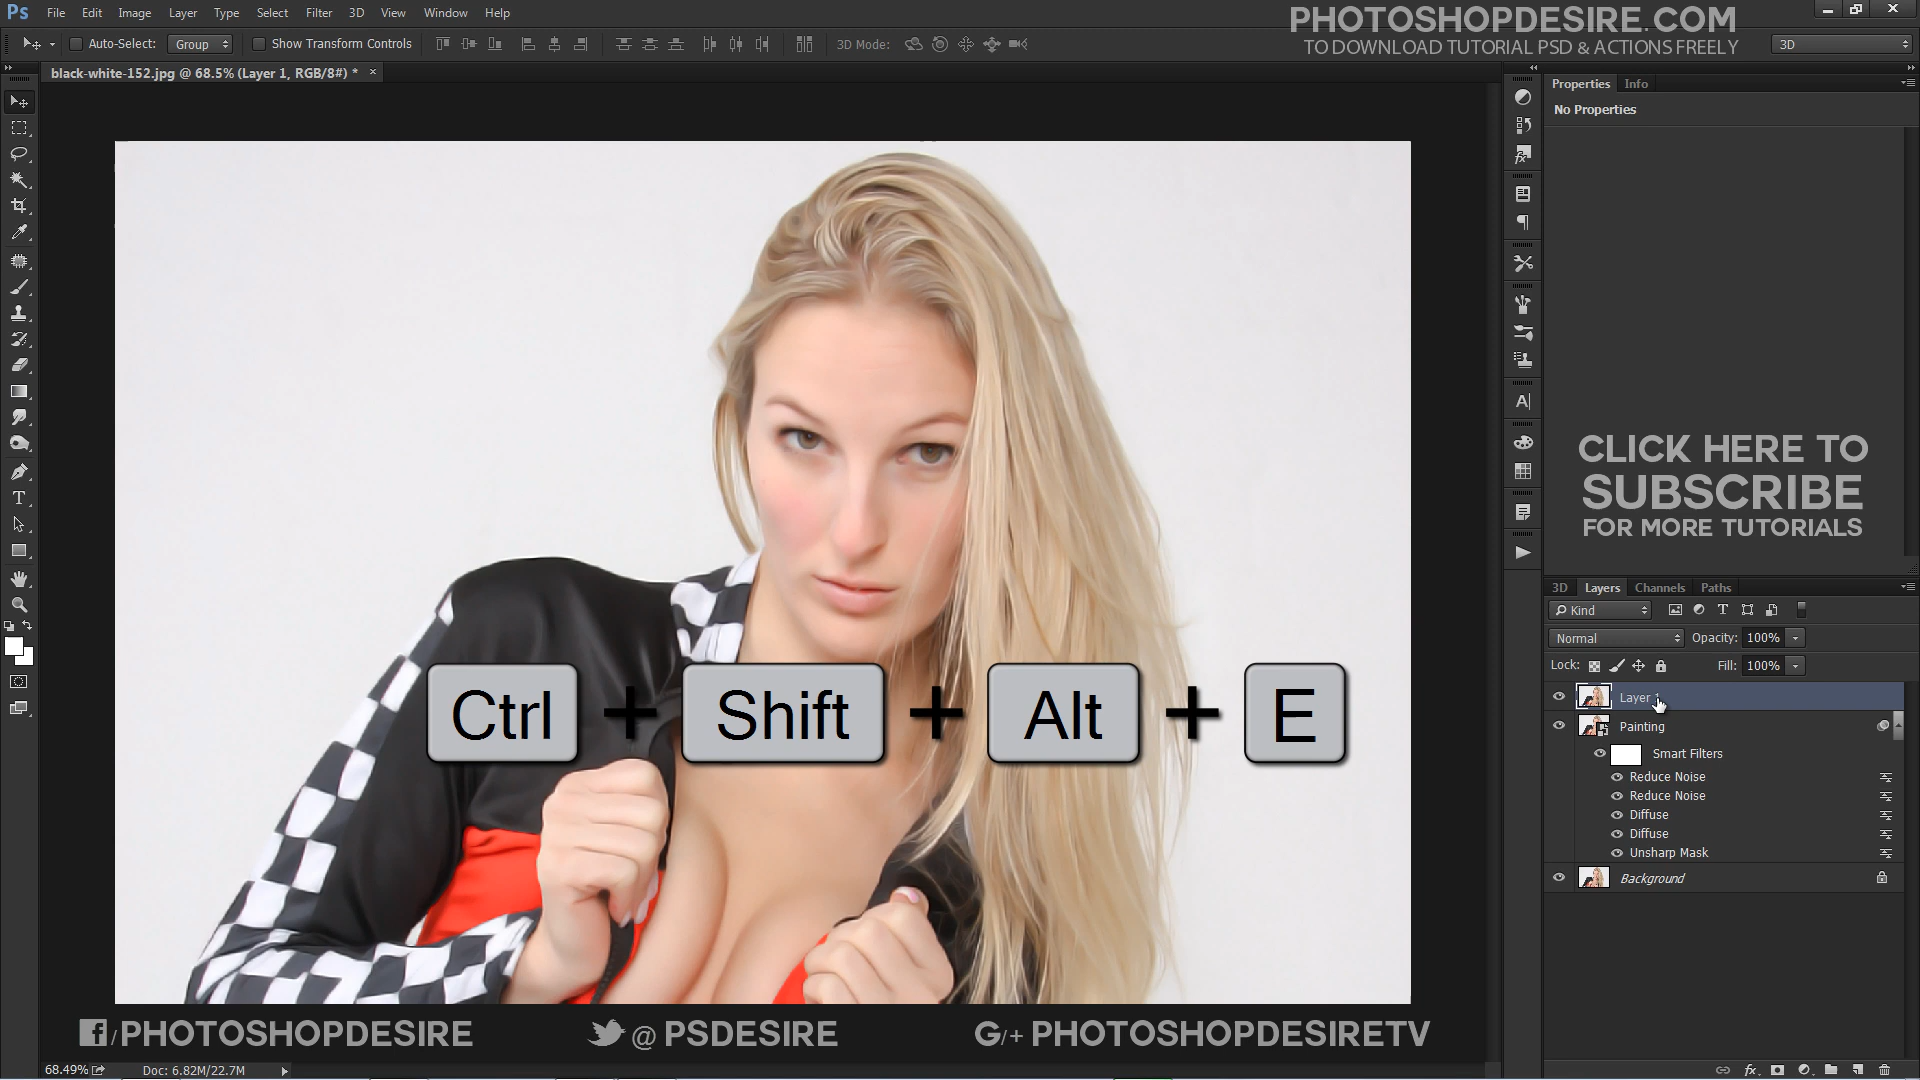 Ps File Edit Image Layer Type Select Filter 3D View Window Help
PHOTOSHOPDESIRE.COM
TO DOWNLOAD TUTORIAL PSD & ACTIONS FREELY
Auto-Select: Group Show Transform Controls 3D Mode: 3D
black-white-152.jpg @ 68.5% (Layer 1, RGB/8#) * ×
Properties Info
No Properties
CLICK HERE TO
SUBSCRIBE
FOR MORE TUTORIALS
3D Layers Channels Paths
Kind
Normal Opacity: 100%
Lock: Fill: 100%
Layer 1
Painting
Smart Filters
Reduce Noise
Reduce Noise
Diffuse
Diffuse
Unsharp Mask
Background
Ctrl + Shift + Alt + E
f/PHOTOSHOPDESIRE @ PSDESIRE G/+ PHOTOSHOPDESIRETV
68.49% Doc: 6.82M/22.7M